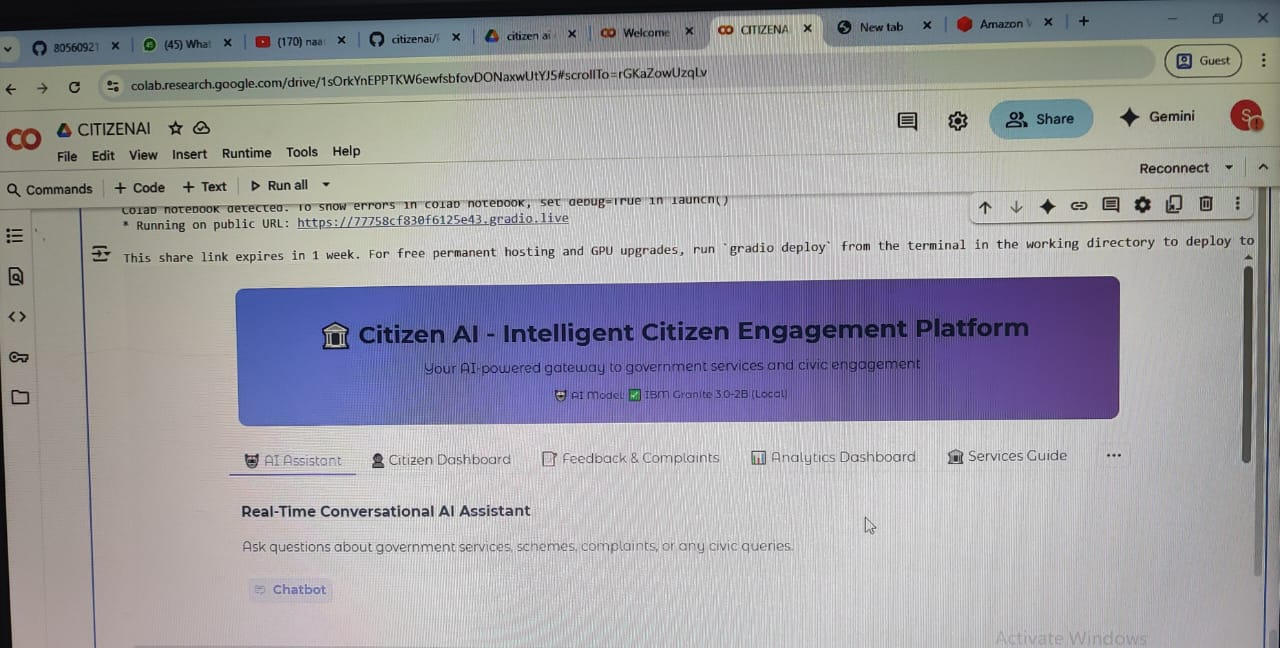 80560921
(45) What
(170) naa
citizenai/
citizen ai
Welcome
CITIZENA
New tab
Amazon
colab.research.google.com/drive/1sOrkYnEPPTKW6ewfsbfovDONaxwUtYJ5#scrollTo=rGKaZowUzqLv
Guest
CITIZENAI
Share
Gemini
S
File Edit View Insert Runtime Tools Help
Reconnect
Commands + Code + Text Run all
Colab notebook detected. To show errors in colab notebook, set debug=True in launch()
* Running on public URL: https://77758cf830f6125e43.gradio.live
This share link expires in 1 week. For free permanent hosting and GPU upgrades, run `gradio deploy` from the terminal in the working directory to deploy to
Citizen AI - Intelligent Citizen Engagement Platform
Your AI-powered gateway to government services and civic engagement
AI Model: ✅ IBM Granite 3.0-2B (Local)
AI Assistant Citizen Dashboard Feedback & Complaints Analytics Dashboard Services Guide ...
Real-Time Conversational AI Assistant
Ask questions about government services, schemes, complaints, or any civic queries.
Chatbot
Activate Windows